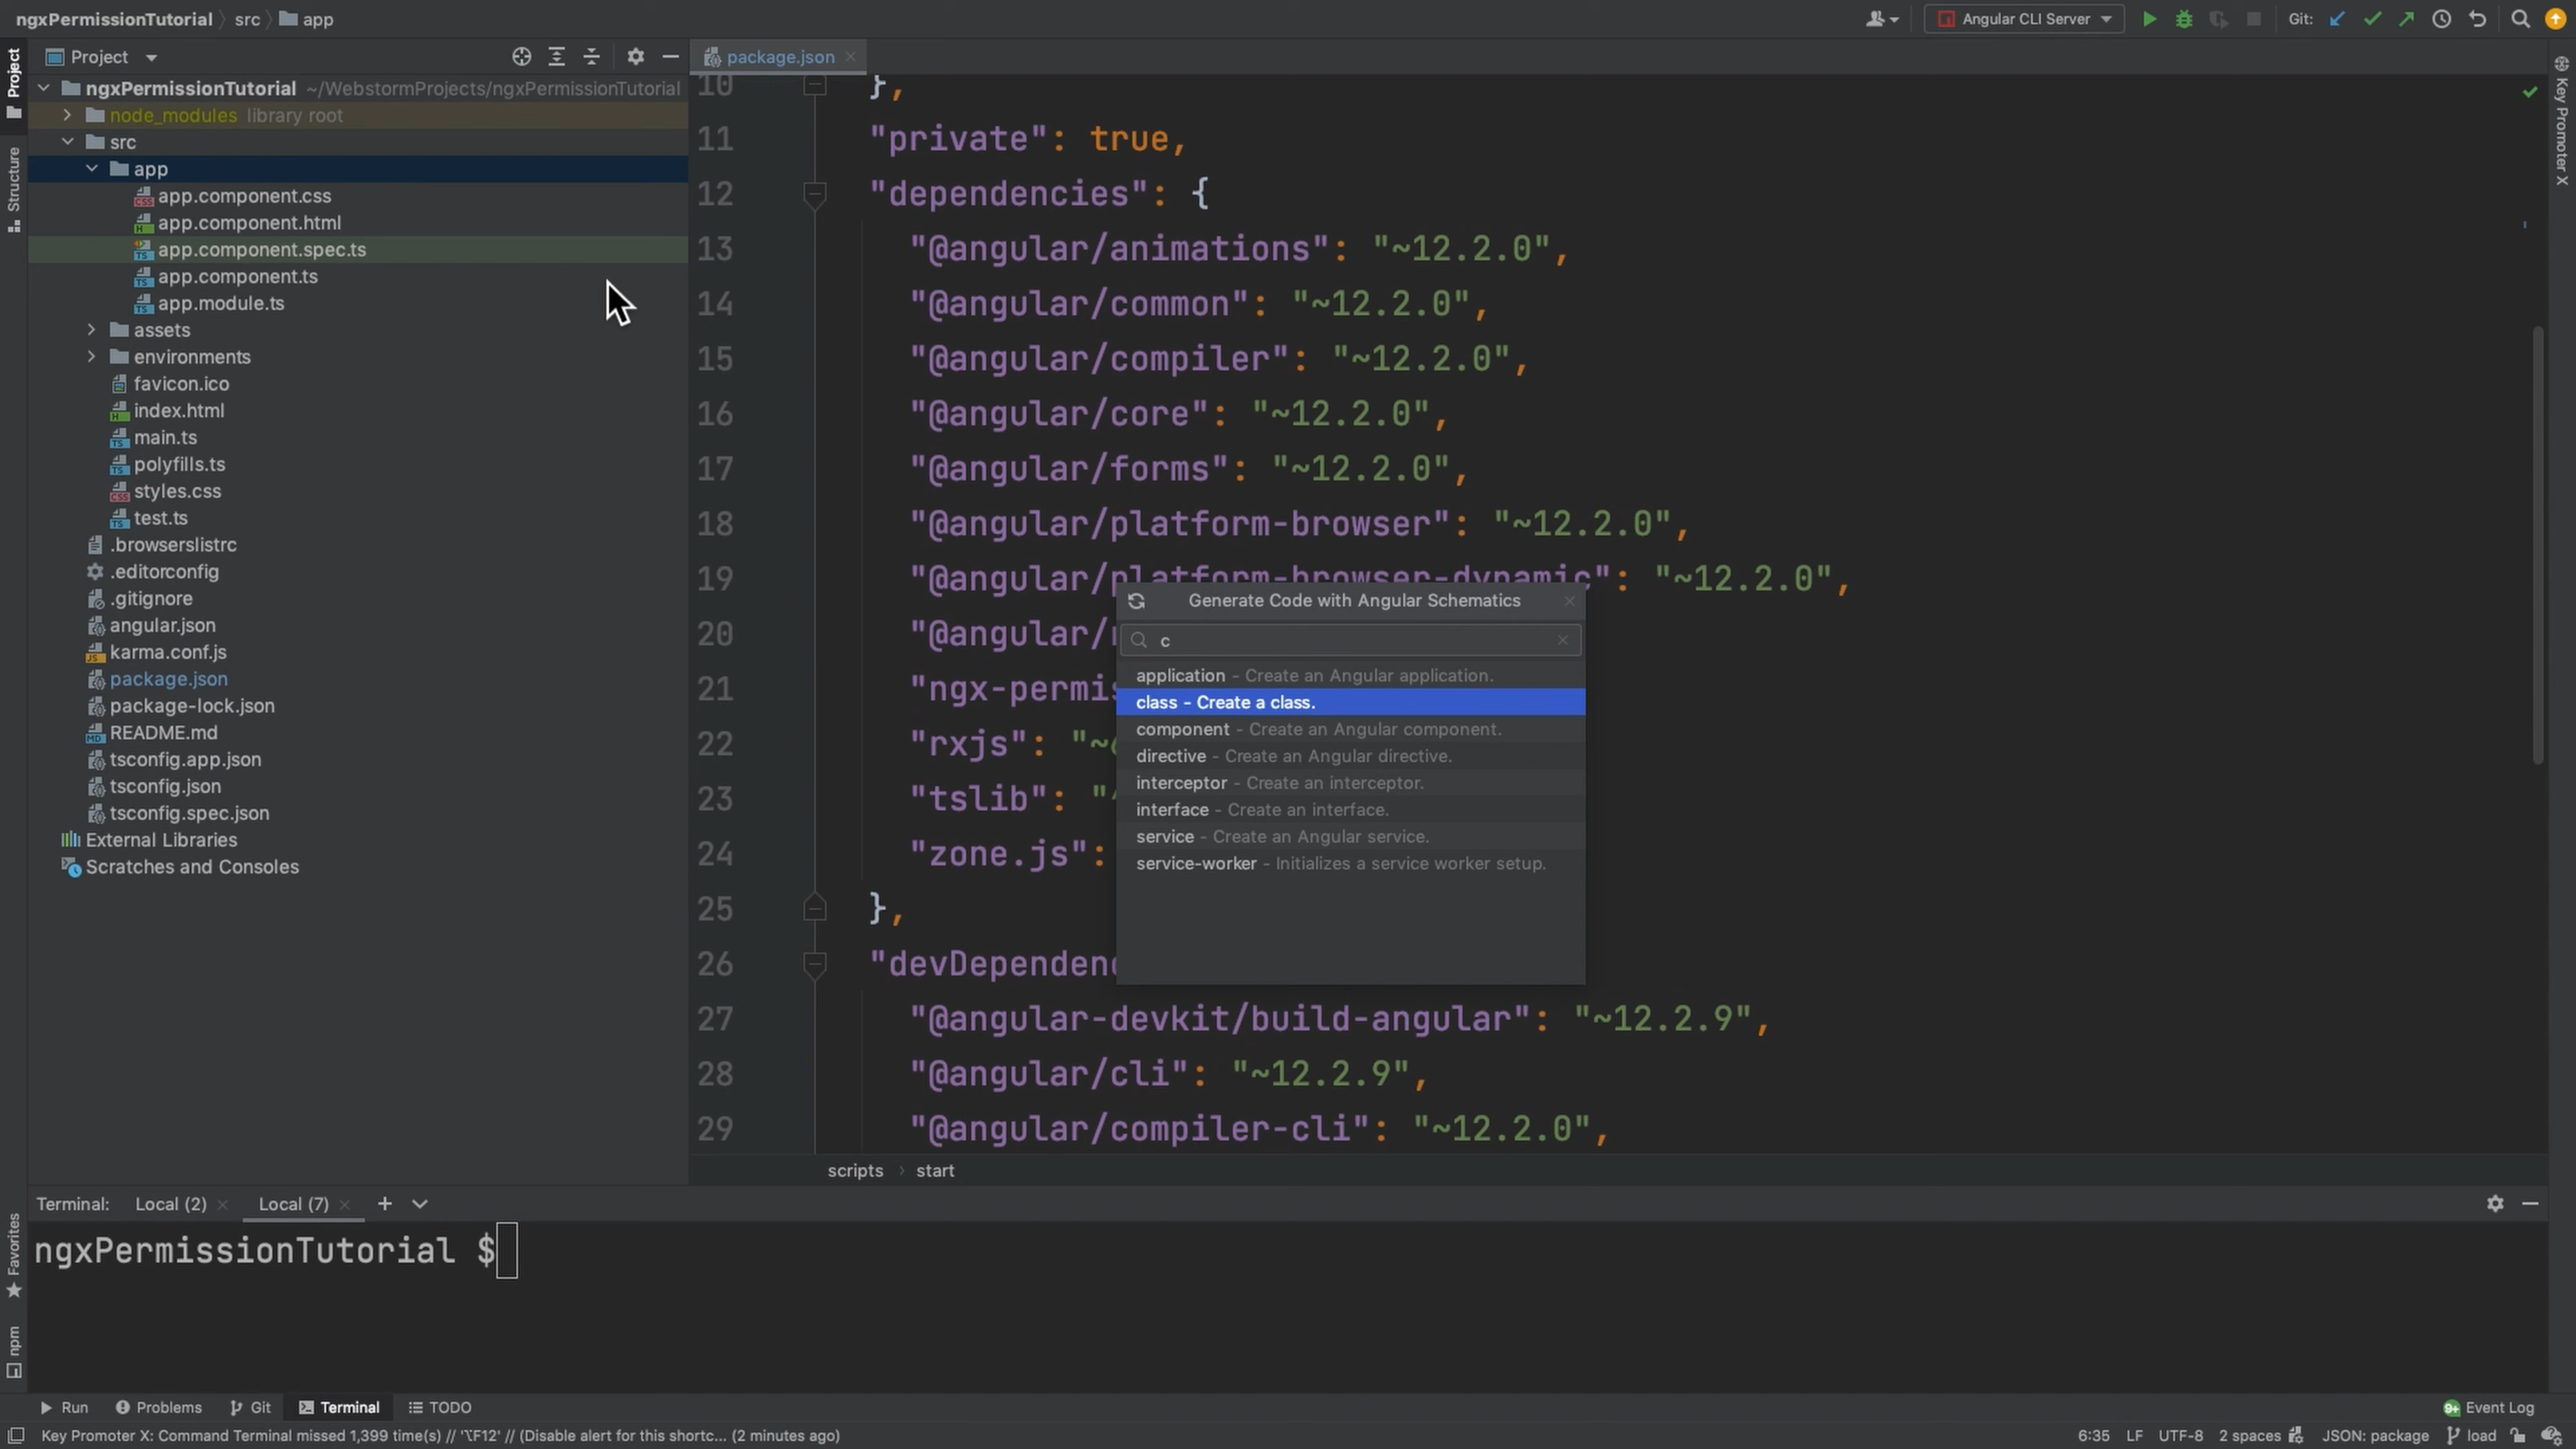 ngxPermissionTutorial › src › app
Angular CLI Server
Git:
Project
package.json
ngxPermissionTutorial ~/WebstormProjects/ngxPermissionTutorial
node_modules library root
src
app
app.component.css
app.component.html
app.component.spec.ts
app.component.ts
app.module.ts
assets
environments
favicon.ico
index.html
main.ts
polyfills.ts
styles.css
test.ts
.browserslistrc
.editorconfig
.gitignore
angular.json
karma.conf.js
package.json
package-lock.json
README.md
tsconfig.app.json
tsconfig.json
tsconfig.spec.json
External Libraries
Scratches and Consoles
Project
Structure
Favorites
npm
10 },
11 "private": true,
12 "dependencies": {
13 "@angular/animations": "~12.2.0",
14 "@angular/common": "~12.2.0",
15 "@angular/compiler": "~12.2.0",
16 "@angular/core": "~12.2.0",
17 "@angular/forms": "~12.2.0",
18 "@angular/platform-browser": "~12.2.0",
19 "@angular/platform-browser-dynamic": "~12.2.0",
20 "@angular/
21 "ngx-permis
22 "rxjs": "~
23 "tslib": "^
24 "zone.js":
25 },
26 "devDependenc
27 "@angular-devkit/build-angular": "~12.2.9",
28 "@angular/cli": "~12.2.9",
29 "@angular/compiler-cli": "~12.2.0",
Generate Code with Angular Schematics
c
application - Create an Angular application.
class - Create a class.
component - Create an Angular component.
directive - Create an Angular directive.
interceptor - Create an interceptor.
interface - Create an interface.
service - Create an Angular service.
service-worker - Initializes a service worker setup.
scripts › start
Key Promoter X
Terminal: Local (2) Local (7)
ngxPermissionTutorial $
Run Problems Git Terminal TODO
Event Log
Key Promoter X: Command Terminal missed 1,399 time(s) // '⌥F12' // (Disable alert for this shortc... (2 minutes ago)
6:35 LF UTF-8 2 spaces JSON: package load